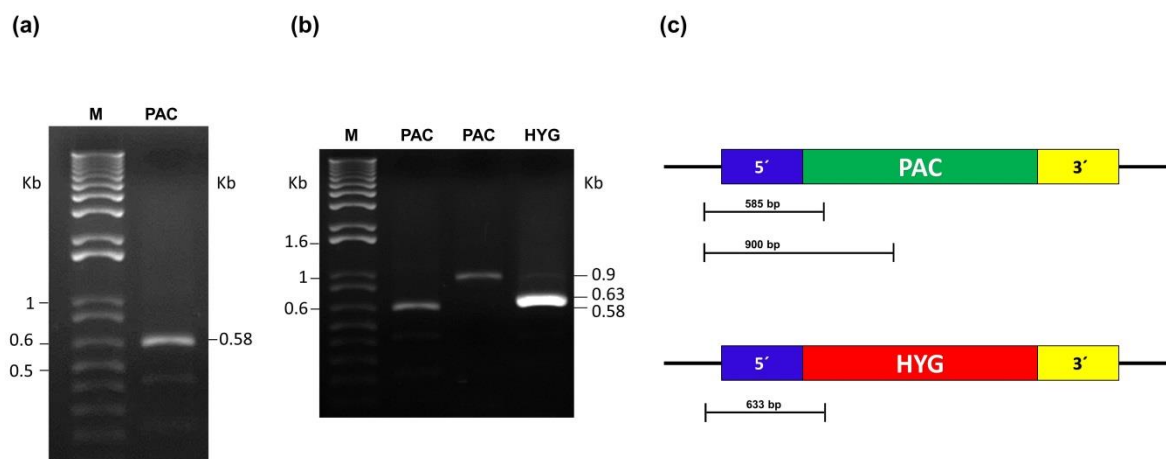 (a)
M PAC
Kb Kb
1
0.6 0.58
0.5
(b)
M PAC PAC HYG
Kb Kb
1.6
1 0.9
0.63
0.6 0.58
(c)
5´ PAC 3´
585 bp
900 bp
5´ HYG 3´
633 bp